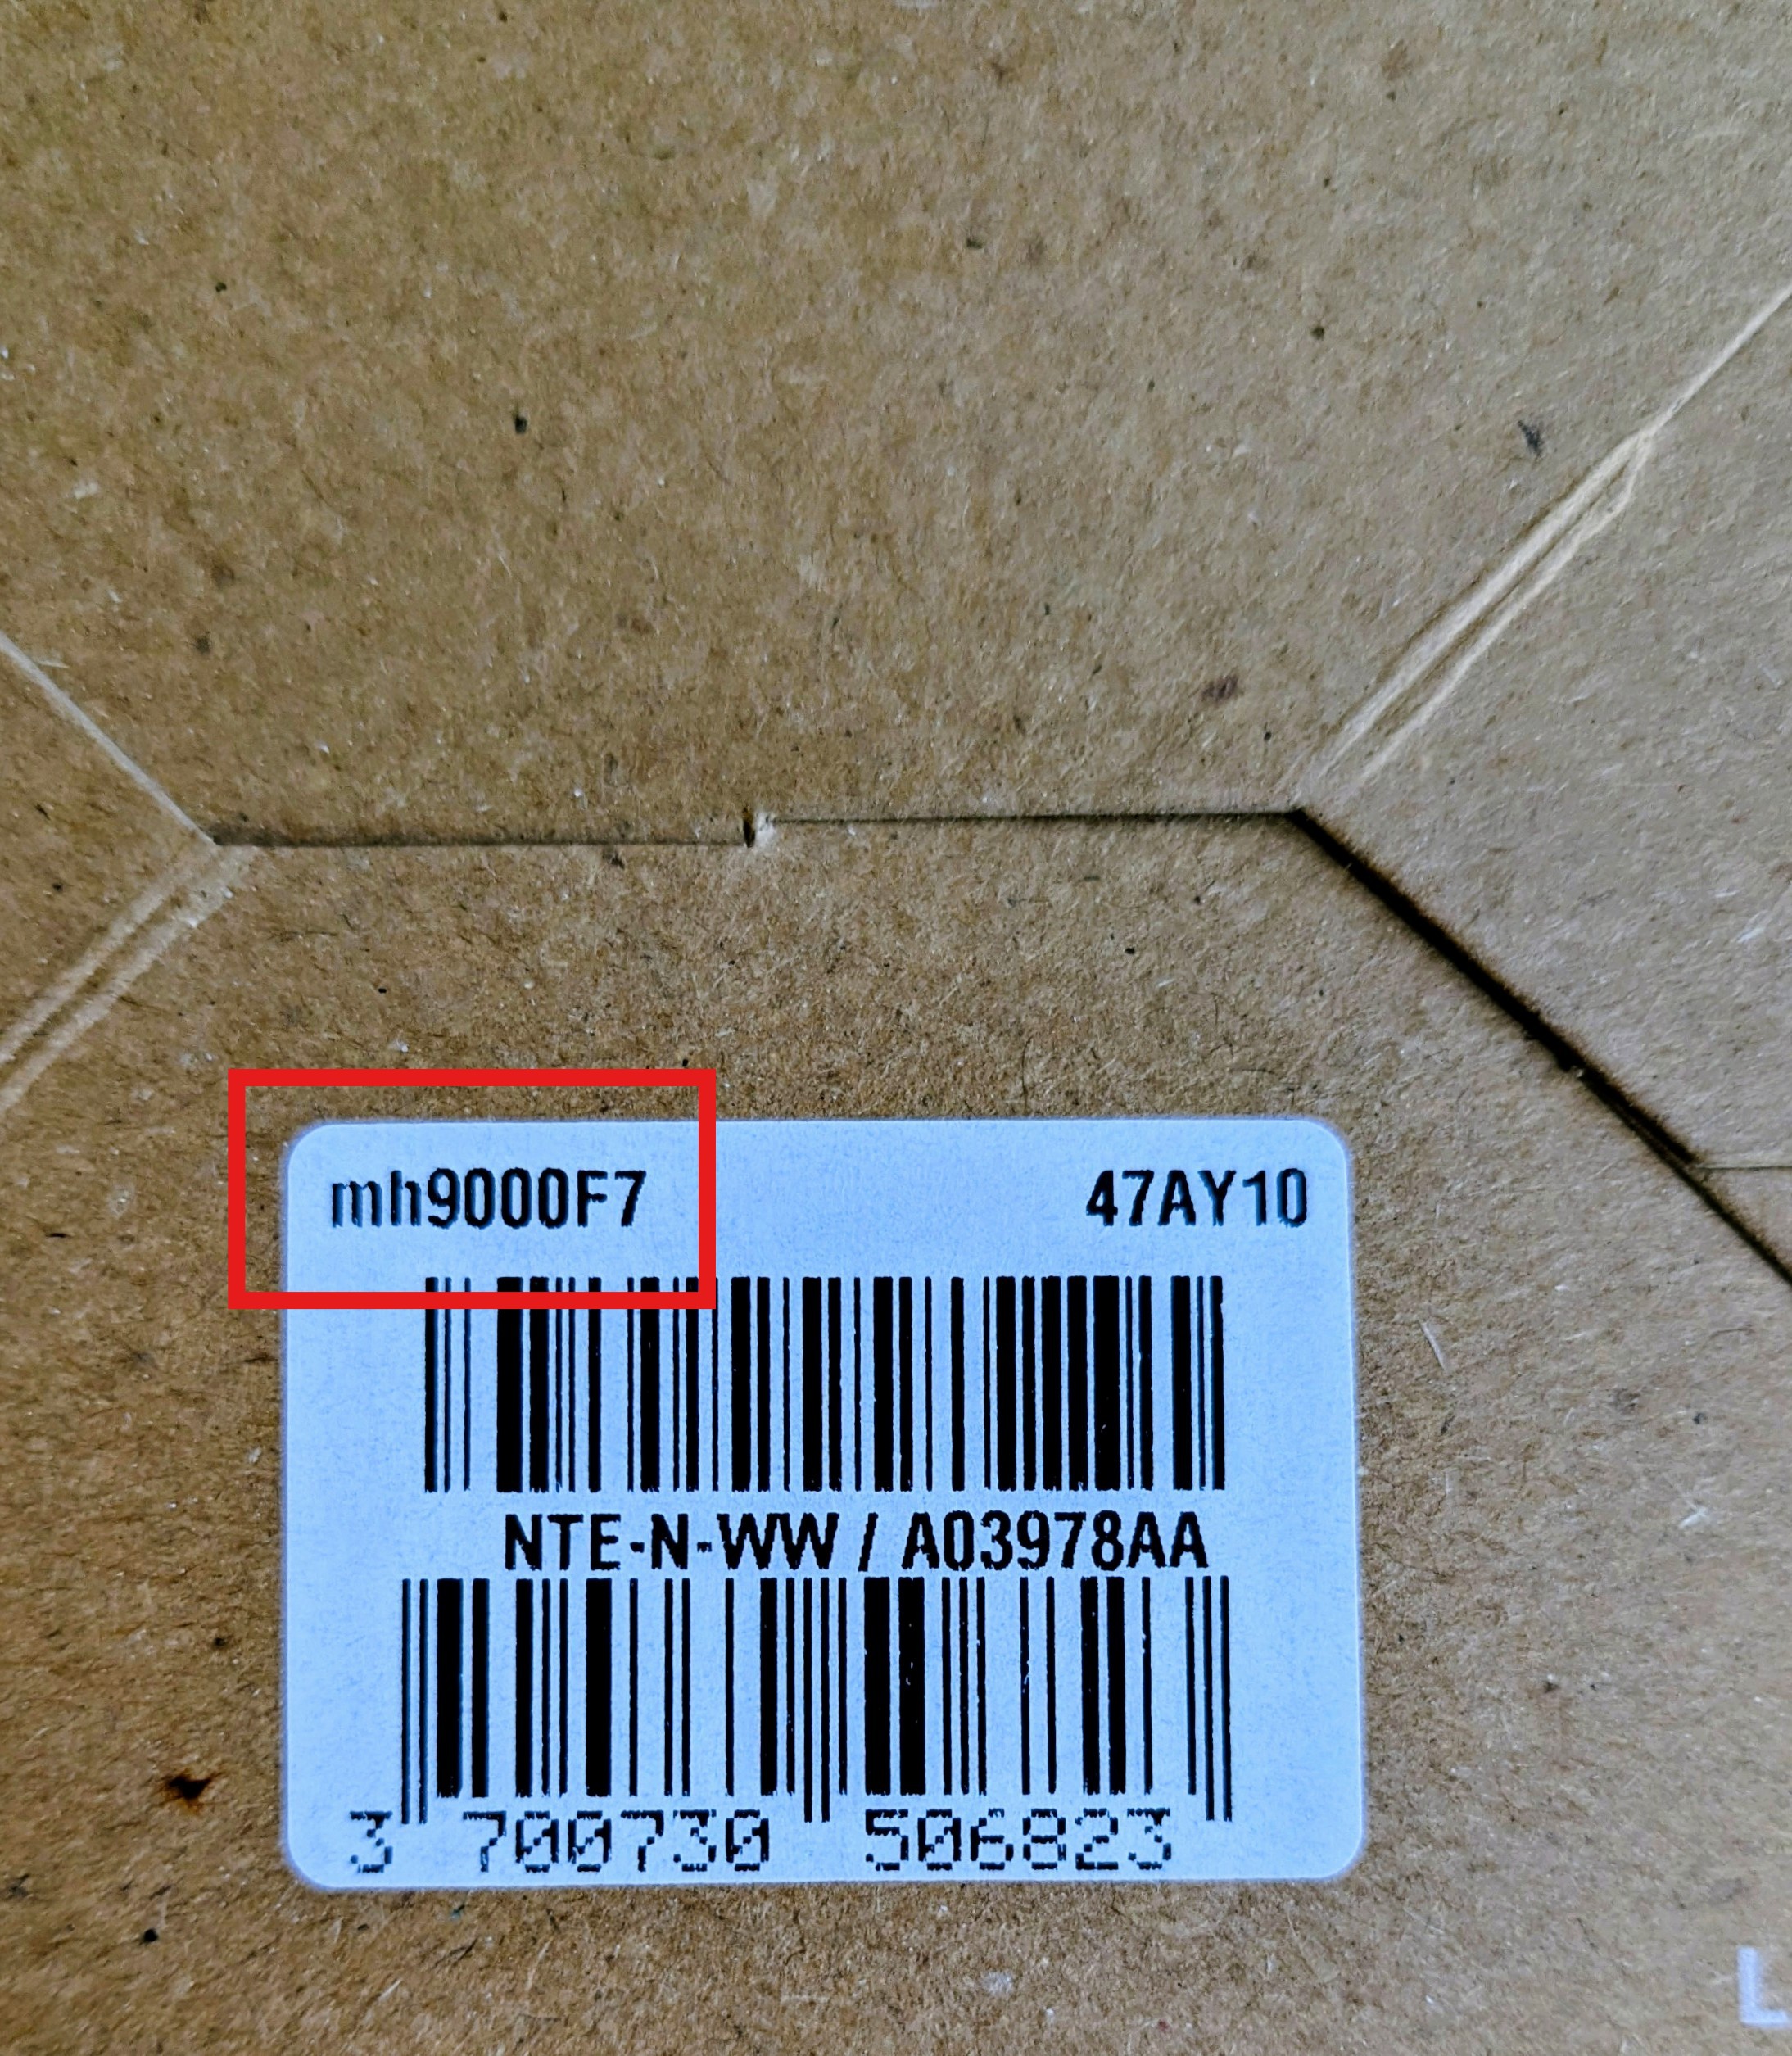 mh9000F7 47AY10
NTE-N-WW / A03978AA
3 700730 506823
L